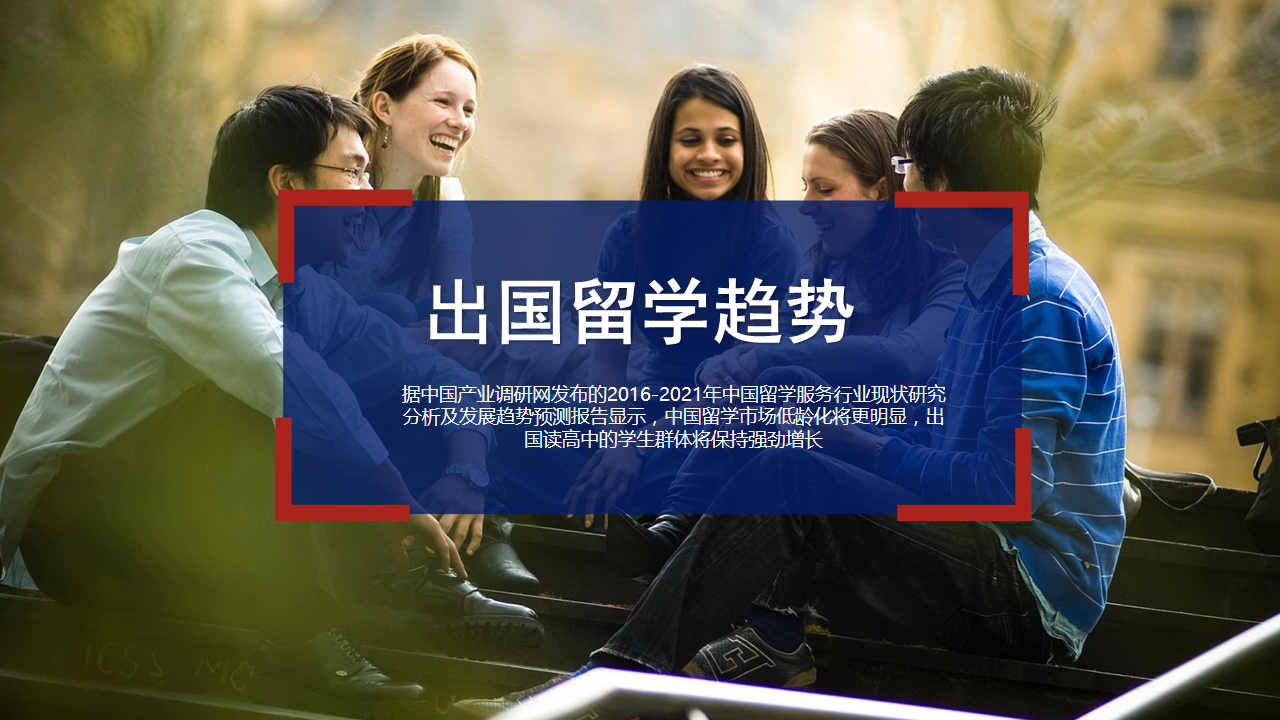 出国留学趋势
据中国产业调研网发布的2016-2021年中国留学服务行业现状研究
分析及发展趋势预测报告显示，中国留学市场低龄化将更明显，出
国读高中的学生群体将保持强劲增长